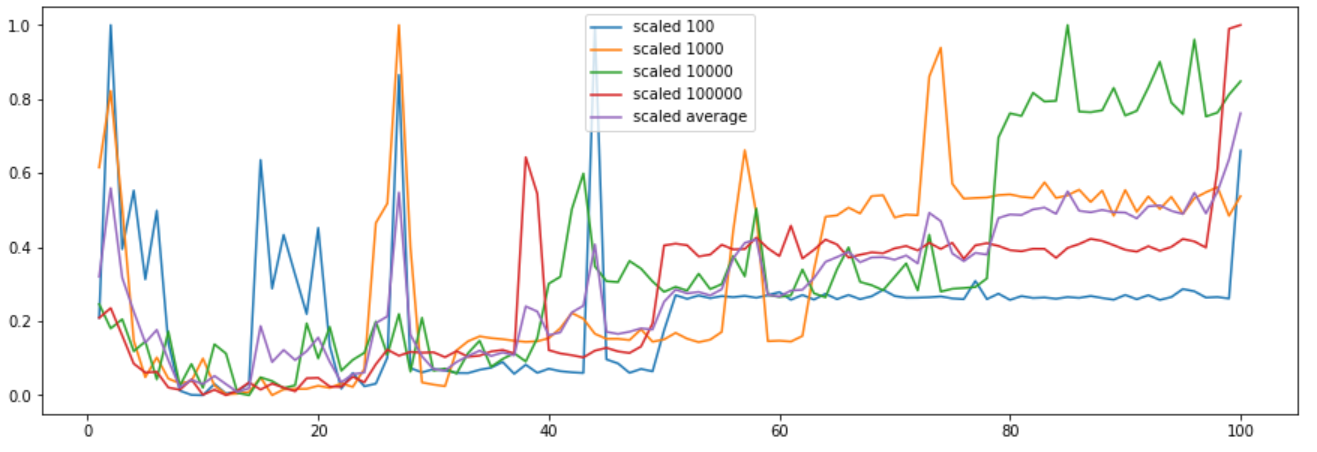 1.0
0.8
0.6
0.4
0.2
0.0
scaled 100
scaled 1000
scaled 10000
scaled 100000
scaled average
0 20 40 60 80 100